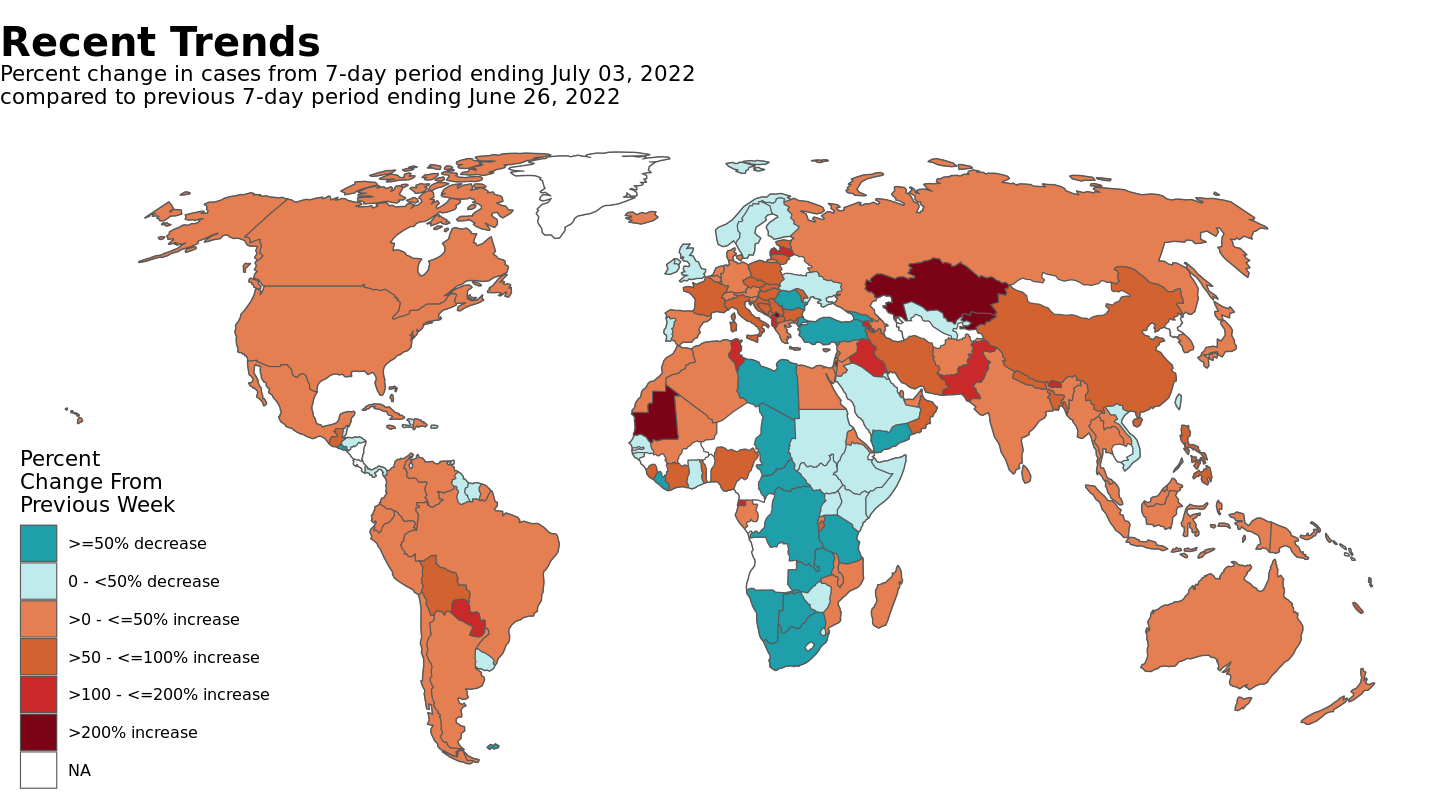 Recent Trends
Percent change in cases from 7-day period ending July 03, 2022
compared to previous 7-day period ending June 26, 2022
Percent
Change From
Previous Week
>=50% decrease
0 - <50% decrease
>0 - <=50% increase
>50 - <=100% increase
>100 - <=200% increase
>200% increase
NA